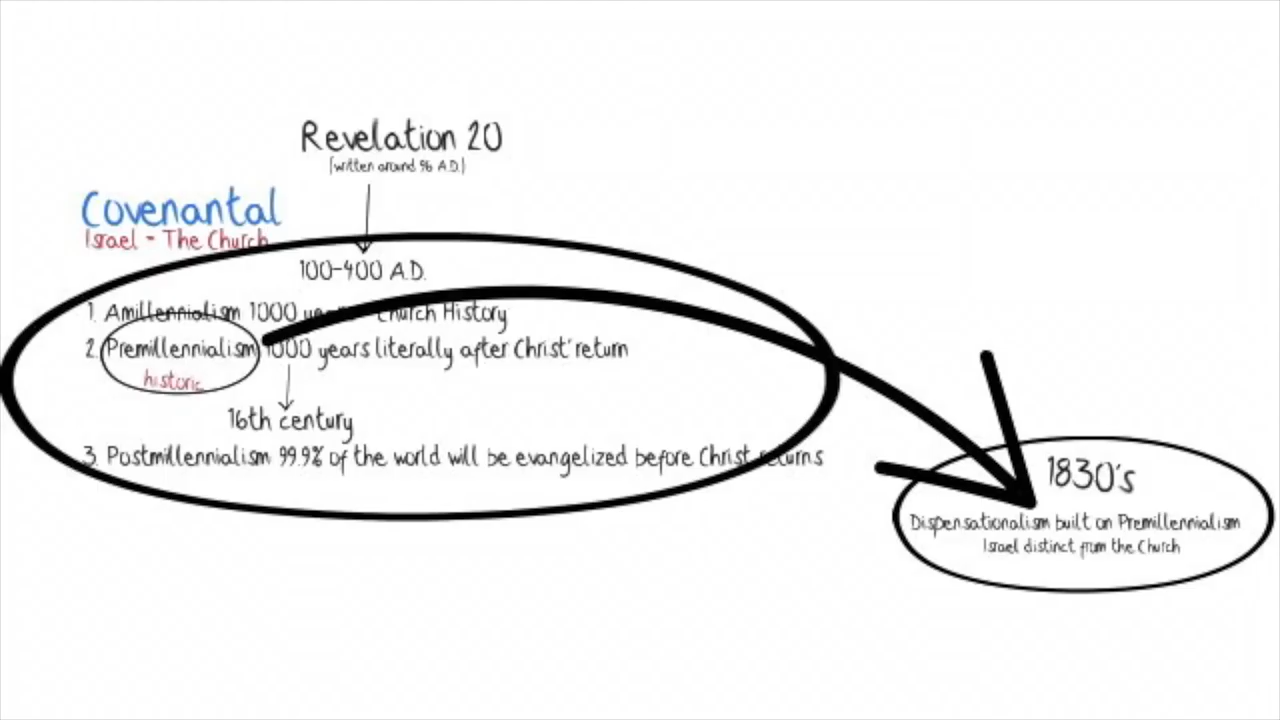 Revelation 20
(written around 96 A.D.)
Covenantal
Israel - The Church
100-400 A.D.
1. Amillennialism 1000 years - Church History
2. Premillennialism 1000 years literally after Christ' return
historic
16th century
3. Postmillennialism 99.9% of the world will be evangelized before Christ returns
1830's
Dispensationalism built on Premillennialism
Israel distinct from the Church